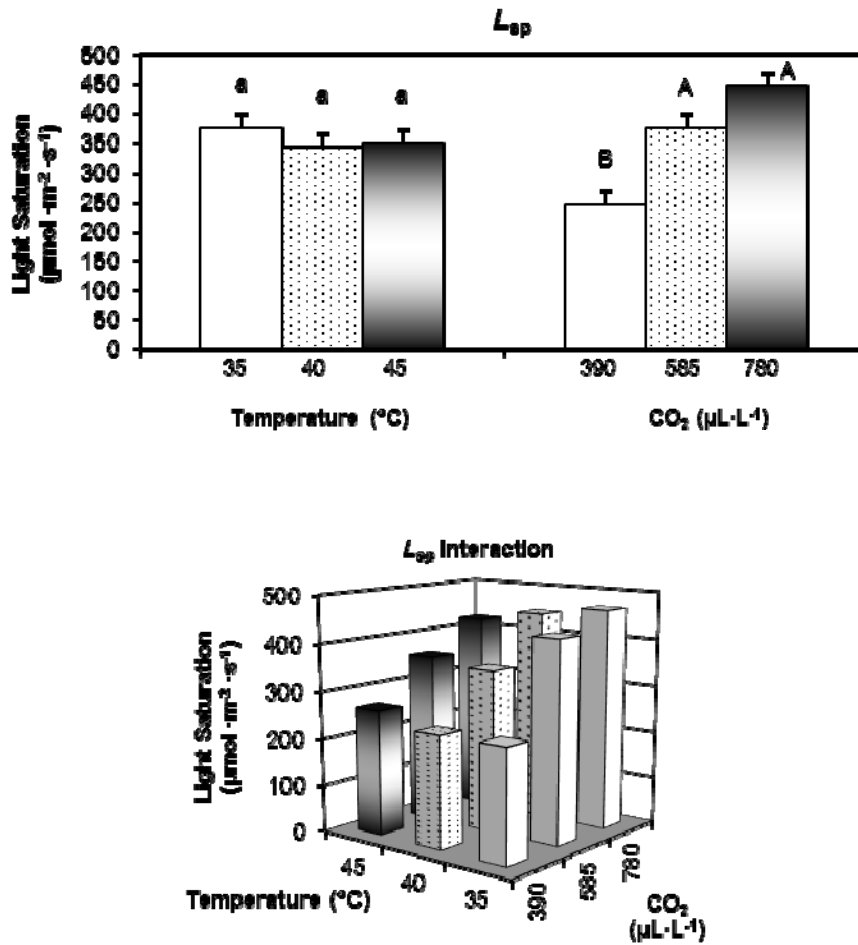 Lsp
500
450
400
350
300
250
200
150
100
50
0
Light Saturation
(µmol ·m-2 ·s-1)
a
a
a
B
A
A
35
40
45
390
585
780
Temperature (°C)
CO2 (µL·L-1)
Lsp Interaction
500
400
300
200
100
0
Light Saturation
(µmol ·m-2 ·s-1)
45
40
35
Temperature (°C)
390
585
780
CO2
(µL·L-1)